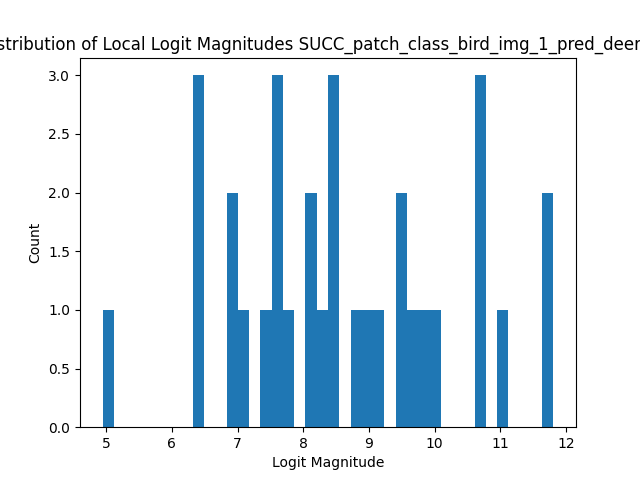 stribution of Local Logit Magnitudes SUCC_patch_class_bird_img_1_pred_deer
3.0
2.5
2.0
1.5
1.0
0.5
0.0
Count
5 6 7 8 9 10 11 12
Logit Magnitude